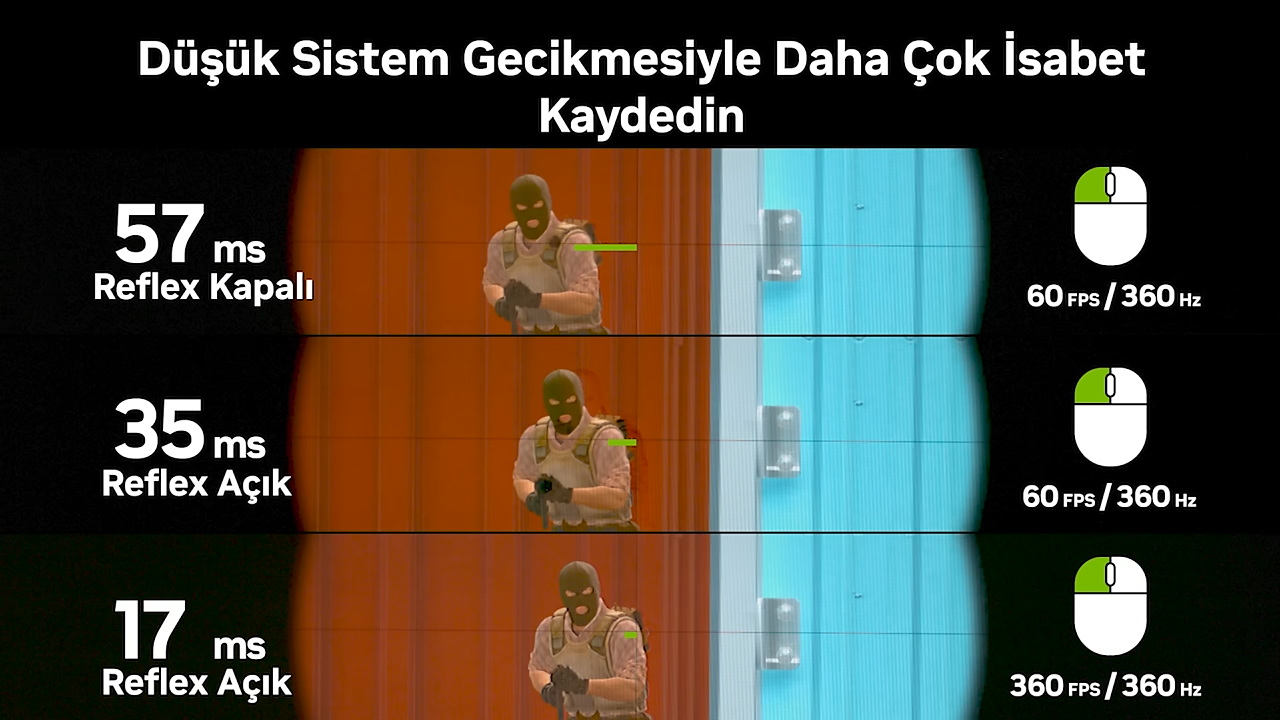 Düşük Sistem Gecikmesiyle Daha Çok İsabet
Kaydedin
57 ms
Reflex Kapalı
60 FPS / 360 Hz
35 ms
Reflex Açık
60 FPS / 360 Hz
17 ms
Reflex Açık
360 FPS / 360 Hz